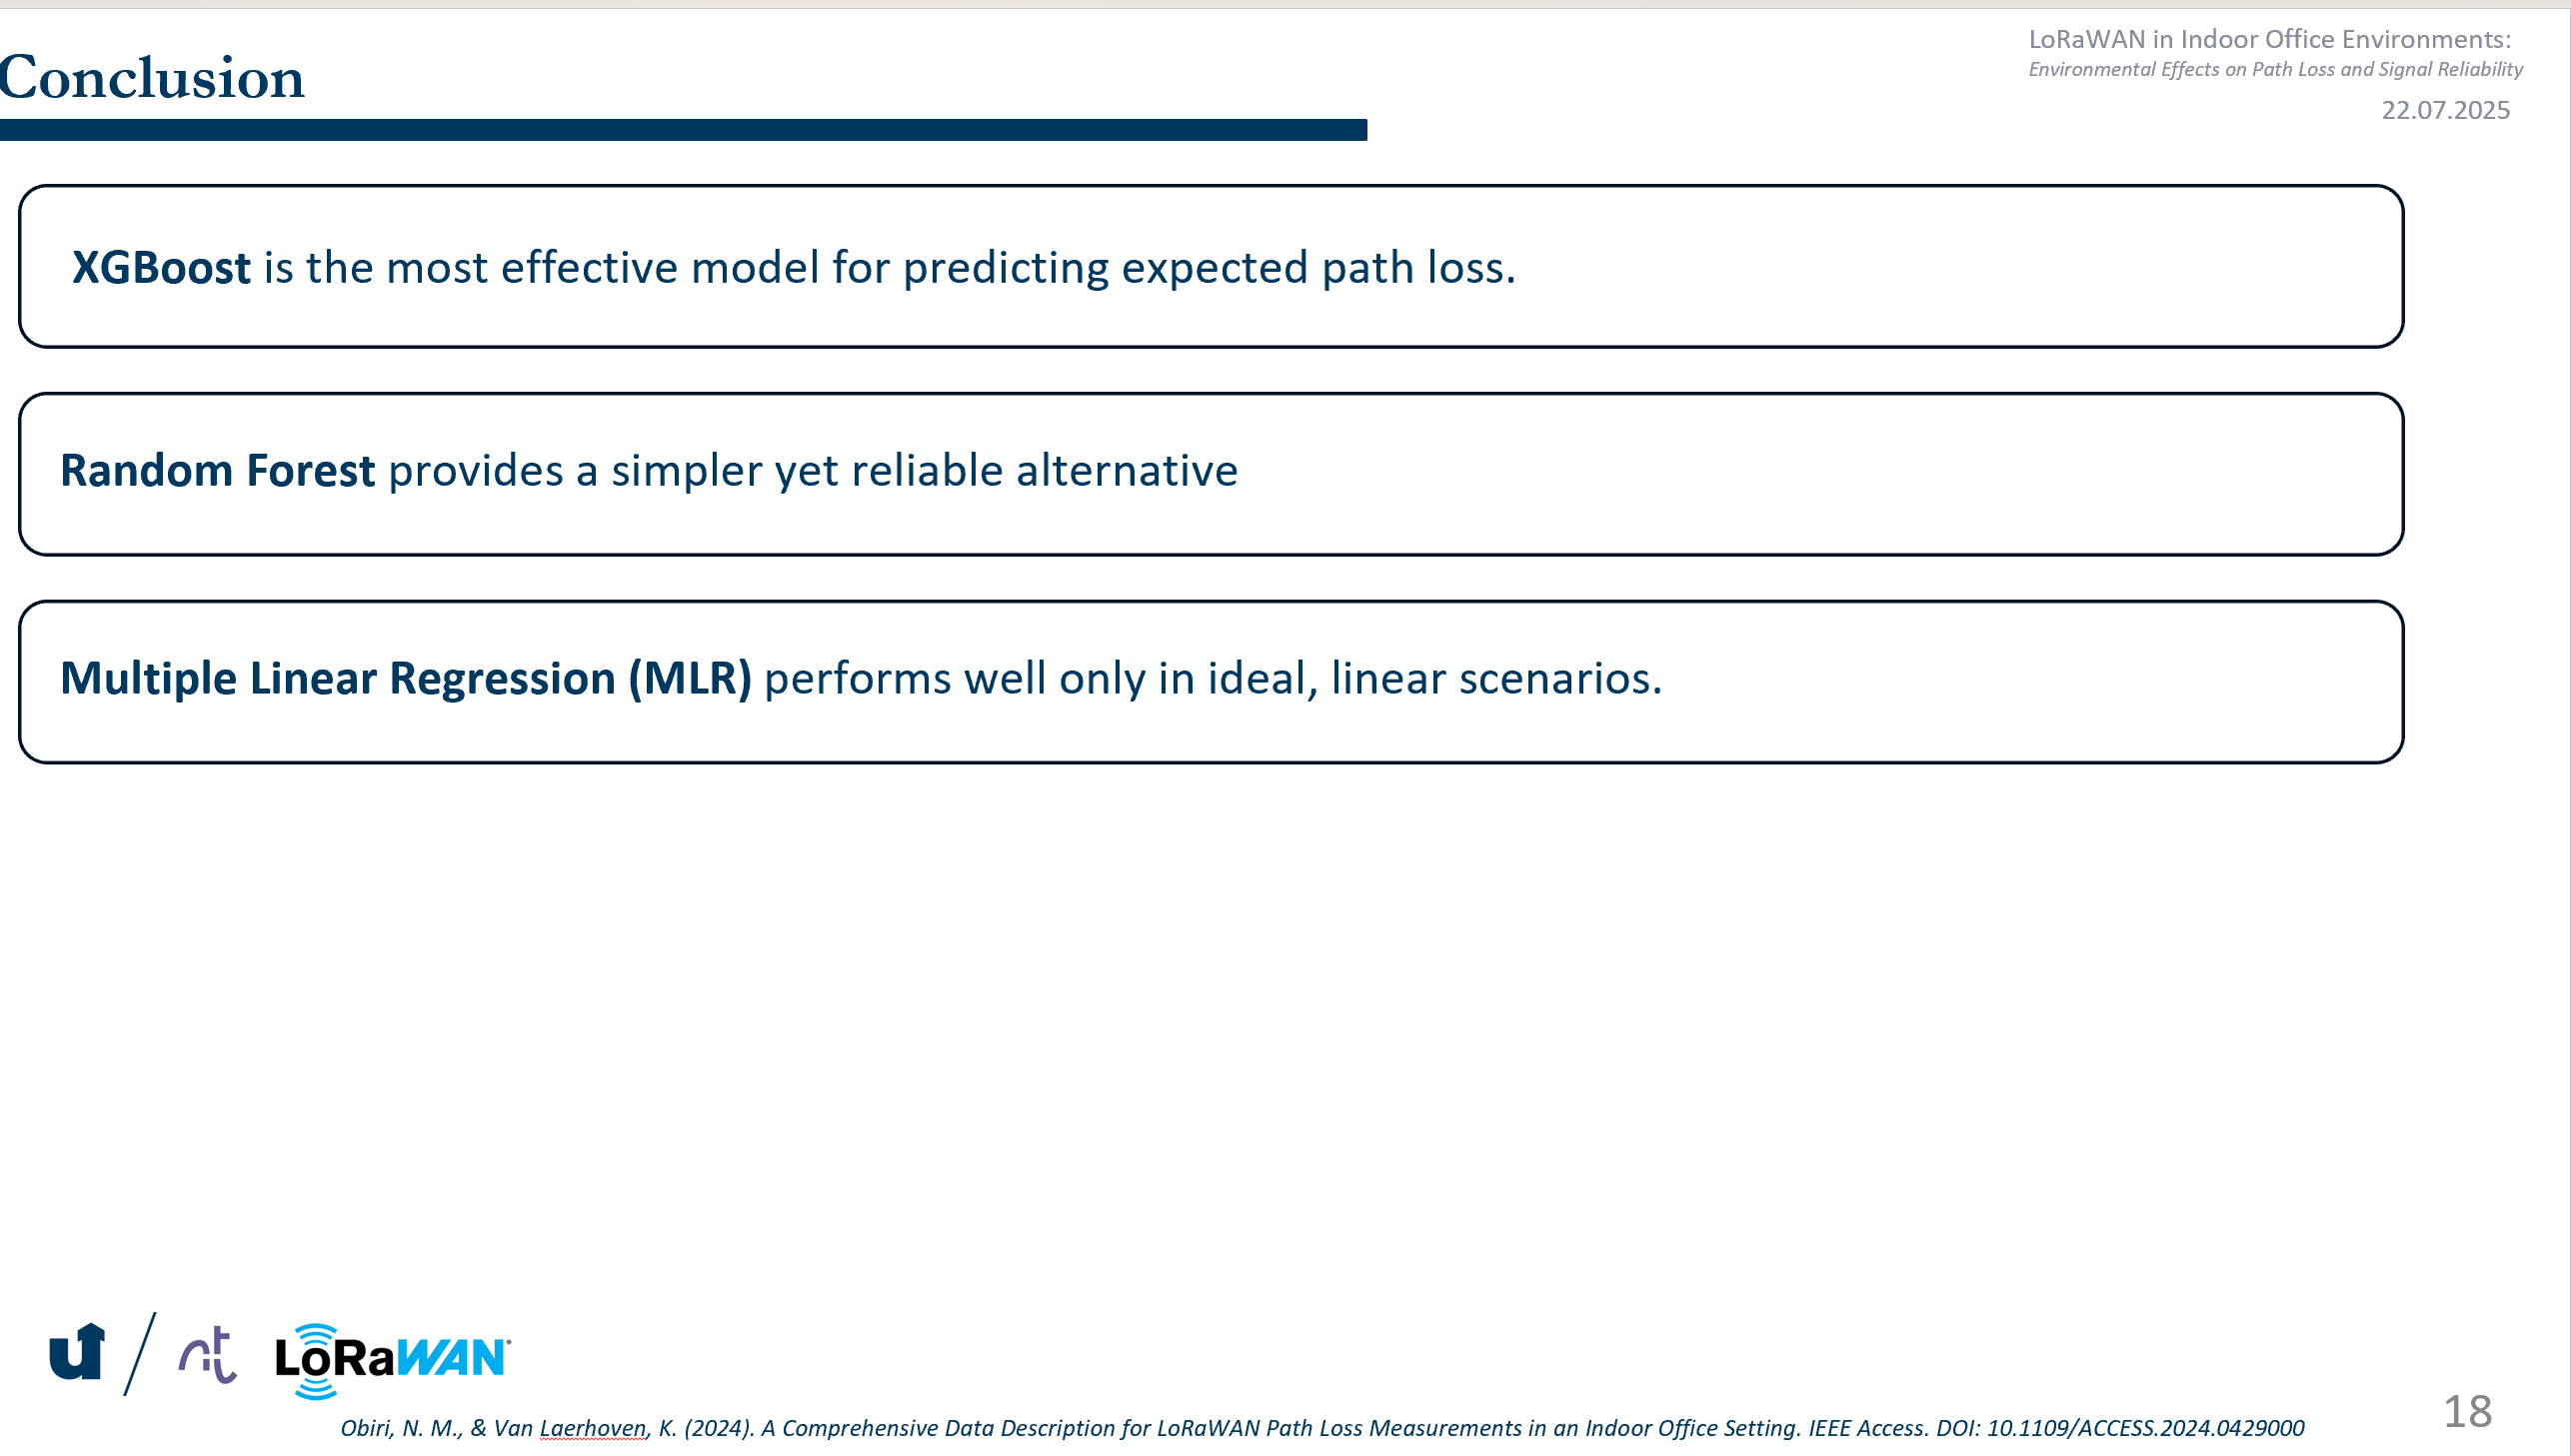 Conclusion
LoRaWAN in Indoor Office Environments:
Environmental Effects on Path Loss and Signal Reliability
22.07.2025
XGBoost is the most effective model for predicting expected path loss.
Random Forest provides a simpler yet reliable alternative
Multiple Linear Regression (MLR) performs well only in ideal, linear scenarios.
LoRaWAN
Obiri, N. M., & Van Laerhoven, K. (2024). A Comprehensive Data Description for LoRaWAN Path Loss Measurements in an Indoor Office Setting. IEEE Access. DOI: 10.1109/ACCESS.2024.0429000
18